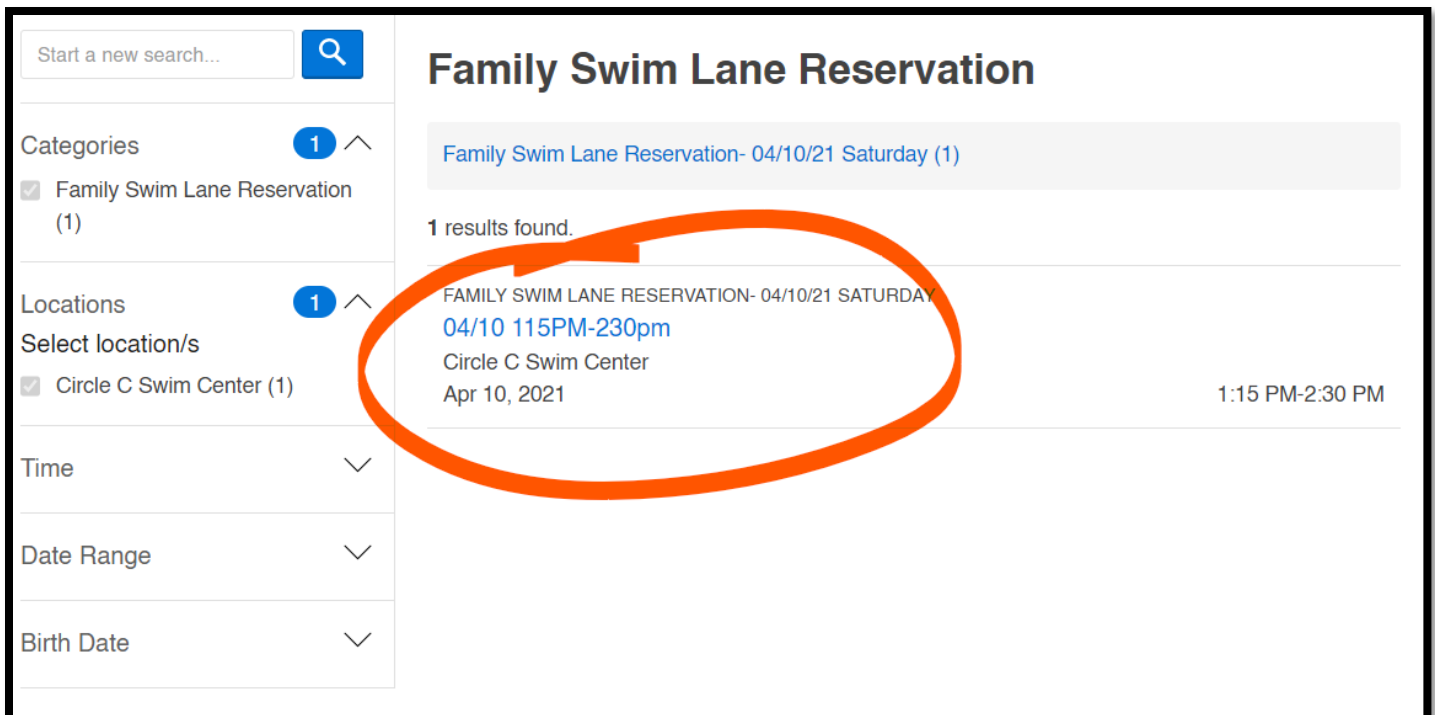 Start a new search...
Categories
1
Family Swim Lane Reservation
(1)
Locations
1
Select location/s
Circle C Swim Center (1)
Time
Date Range
Birth Date
Family Swim Lane Reservation
Family Swim Lane Reservation- 04/10/21 Saturday (1)
1 results found.
FAMILY SWIM LANE RESERVATION- 04/10/21 SATURDAY
04/10 115PM-230pm
Circle C Swim Center
Apr 10, 2021
1:15 PM-2:30 PM